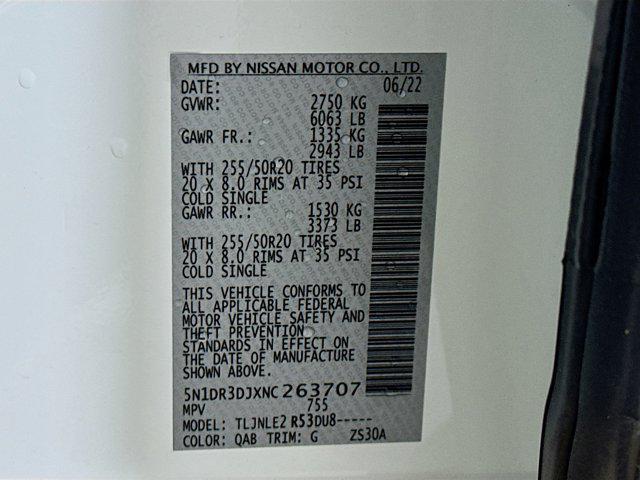 MFD BY NISSAN MOTOR CO., LTD.
DATE: 06/22
GVWR: 2750 KG
6063 LB
GAWR FR.: 1335 KG
2943 LB
WITH 255/50R20 TIRES
20 X 8.0 RIMS AT 35 PSI
COLD SINGLE
GAWR RR.: 1530 KG
3373 LB
WITH 255/50R20 TIRES
20 X 8.0 RIMS AT 35 PSI
COLD SINGLE
THIS VEHICLE CONFORMS TO
ALL APPLICABLE FEDERAL
MOTOR VEHICLE SAFETY AND
THEFT PREVENTION
STANDARDS IN EFFECT ON
THE DATE OF MANUFACTURE
SHOWN ABOVE.
5N1DR3DJXNC263707
MPV 755
MODEL: TLJNLE2 R53DU8-----
COLOR: QAB TRIM: G ZS30A